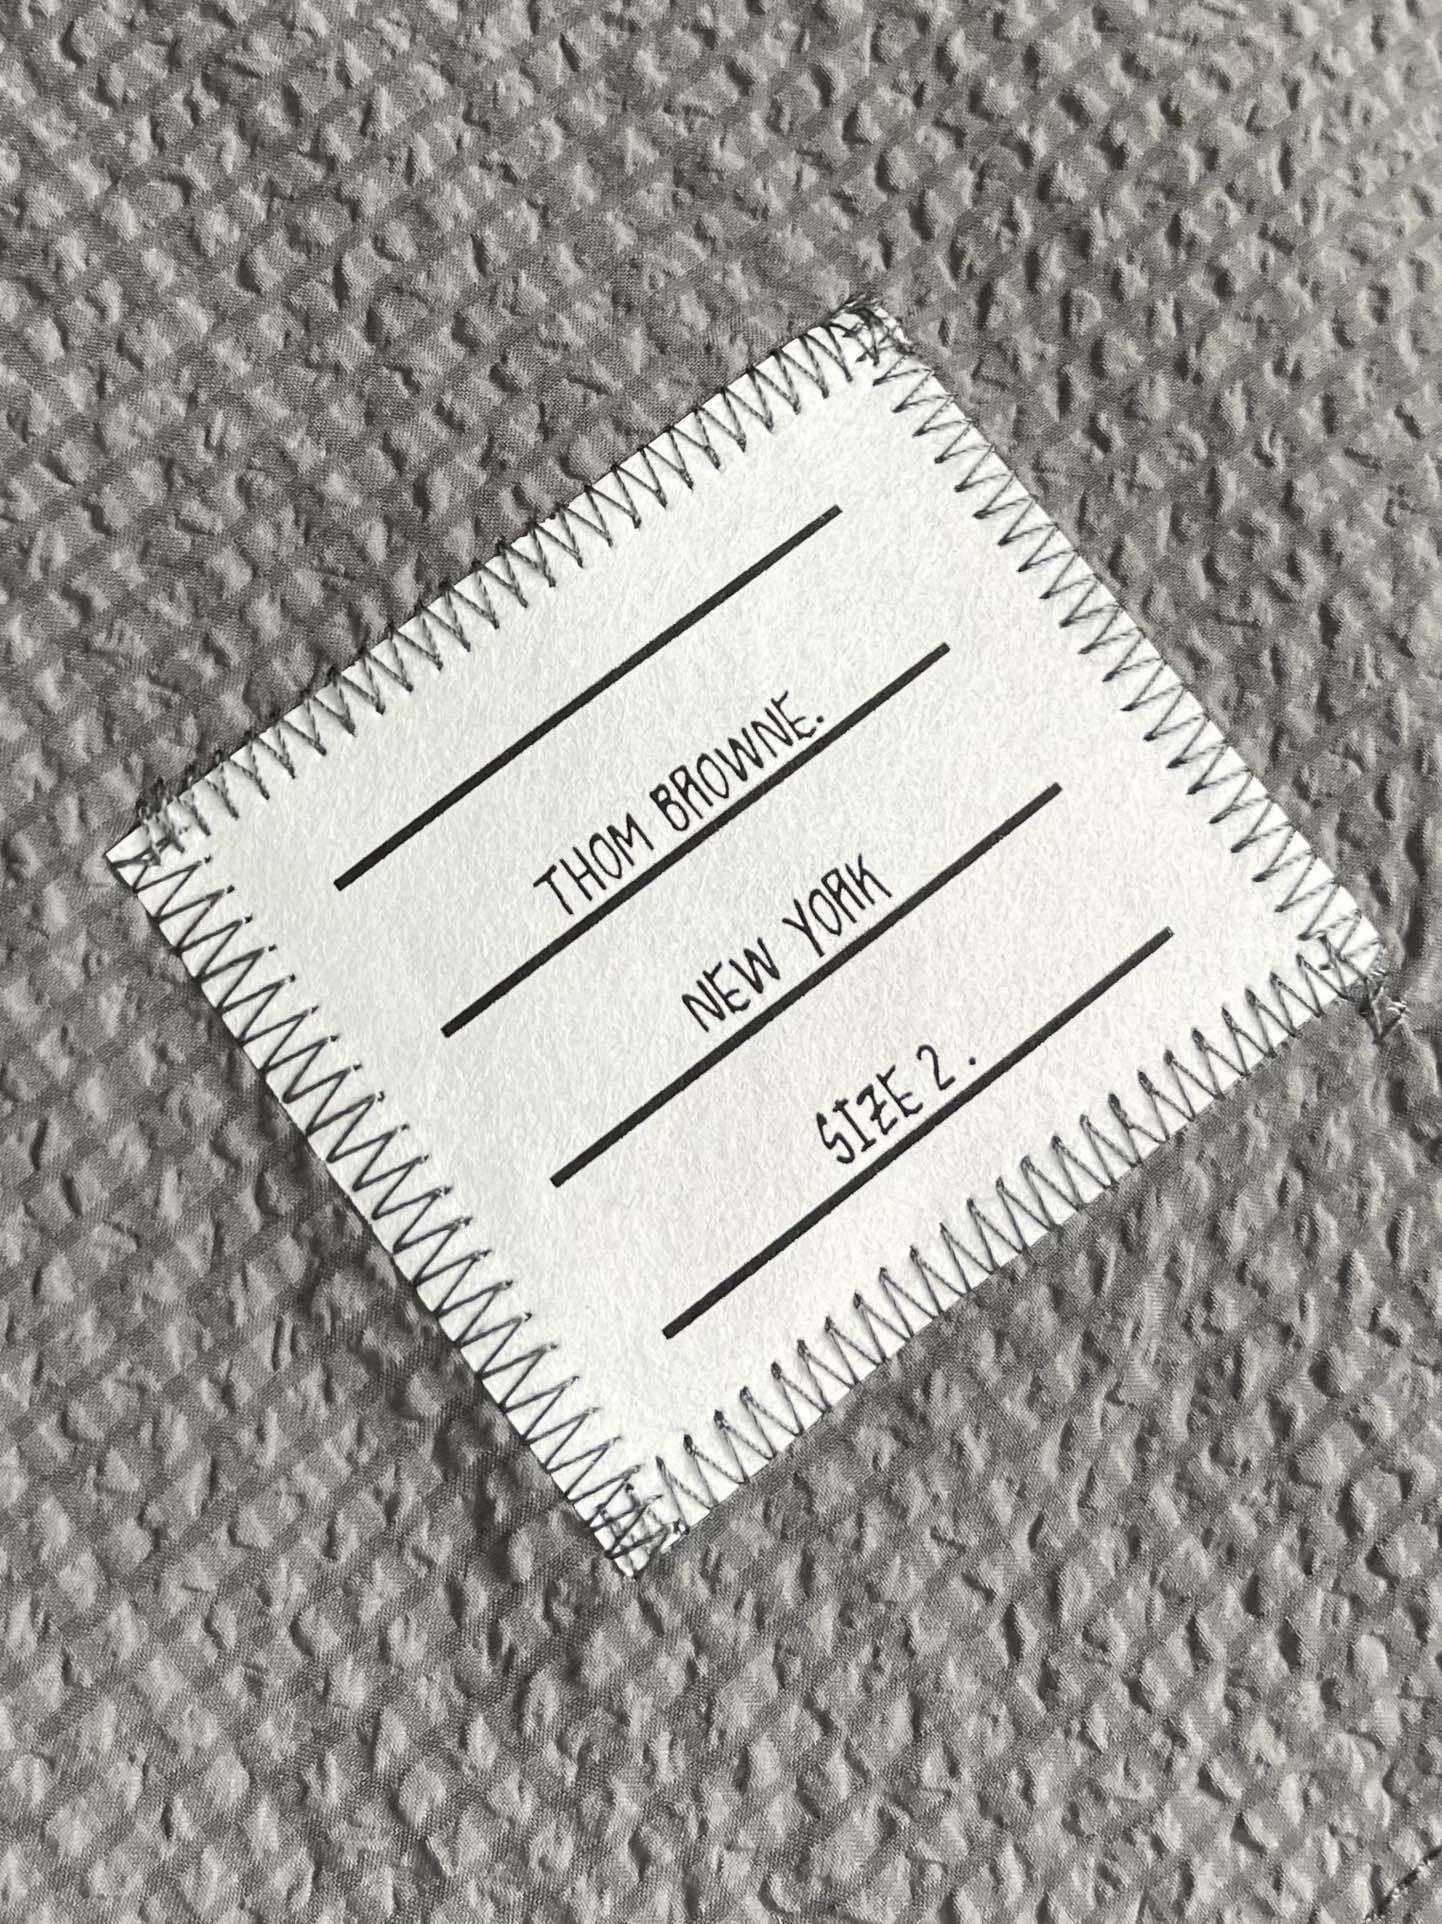 THOM BROWNE.
NEW YORK
SIZE 2.